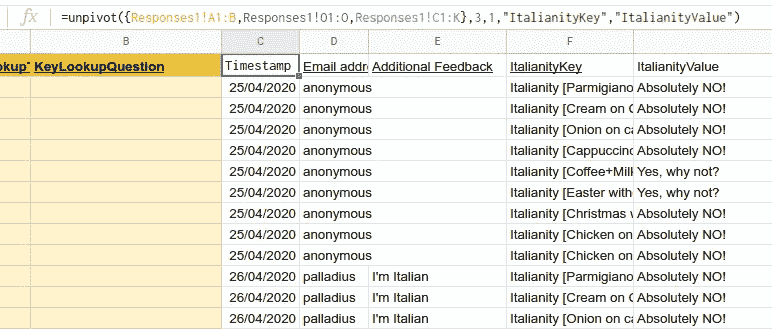 fx =unpivot({Responses1!A1:B,Responses1!O1:O,Responses1!C1:K},3,1,"ItalianityKey","ItalianityValue")
B C D E F
okup KeyLookupQuestion Timestamp Email addr Additional Feedback ItalianityKey ItalianityValue
25/04/2020 anonymous Italianity [Parmigiano Absolutely NO!
25/04/2020 anonymous Italianity [Cream on C Absolutely NO!
25/04/2020 anonymous Italianity [Onion on ca Absolutely NO!
25/04/2020 anonymous Italianity [Cappuccino Absolutely NO!
25/04/2020 anonymous Italianity [Coffee+Milk Yes, why not?
25/04/2020 anonymous Italianity [Easter with Yes, why not?
25/04/2020 anonymous Italianity [Christmas w Absolutely NO!
25/04/2020 anonymous Italianity [Chicken on Absolutely NO!
25/04/2020 anonymous Italianity [Chicken on Absolutely NO!
26/04/2020 palladius I'm Italian Italianity [Parmigiano Absolutely NO!
26/04/2020 palladius I'm Italian Italianity [Cream on C Absolutely NO!
26/04/2020 palladius I'm Italian Italianity [Onion on ca Absolutely NO!